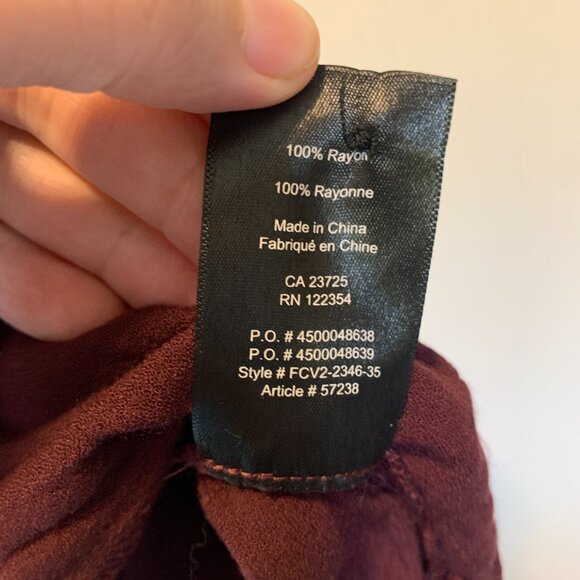 100% Rayon
100% Rayonne
Made in China
Fabriqué en Chine
CA 23725
RN 122354
P.O. # 4500048638
P.O. # 4500048639
Style # FCV2-2346-35
Article # 57238